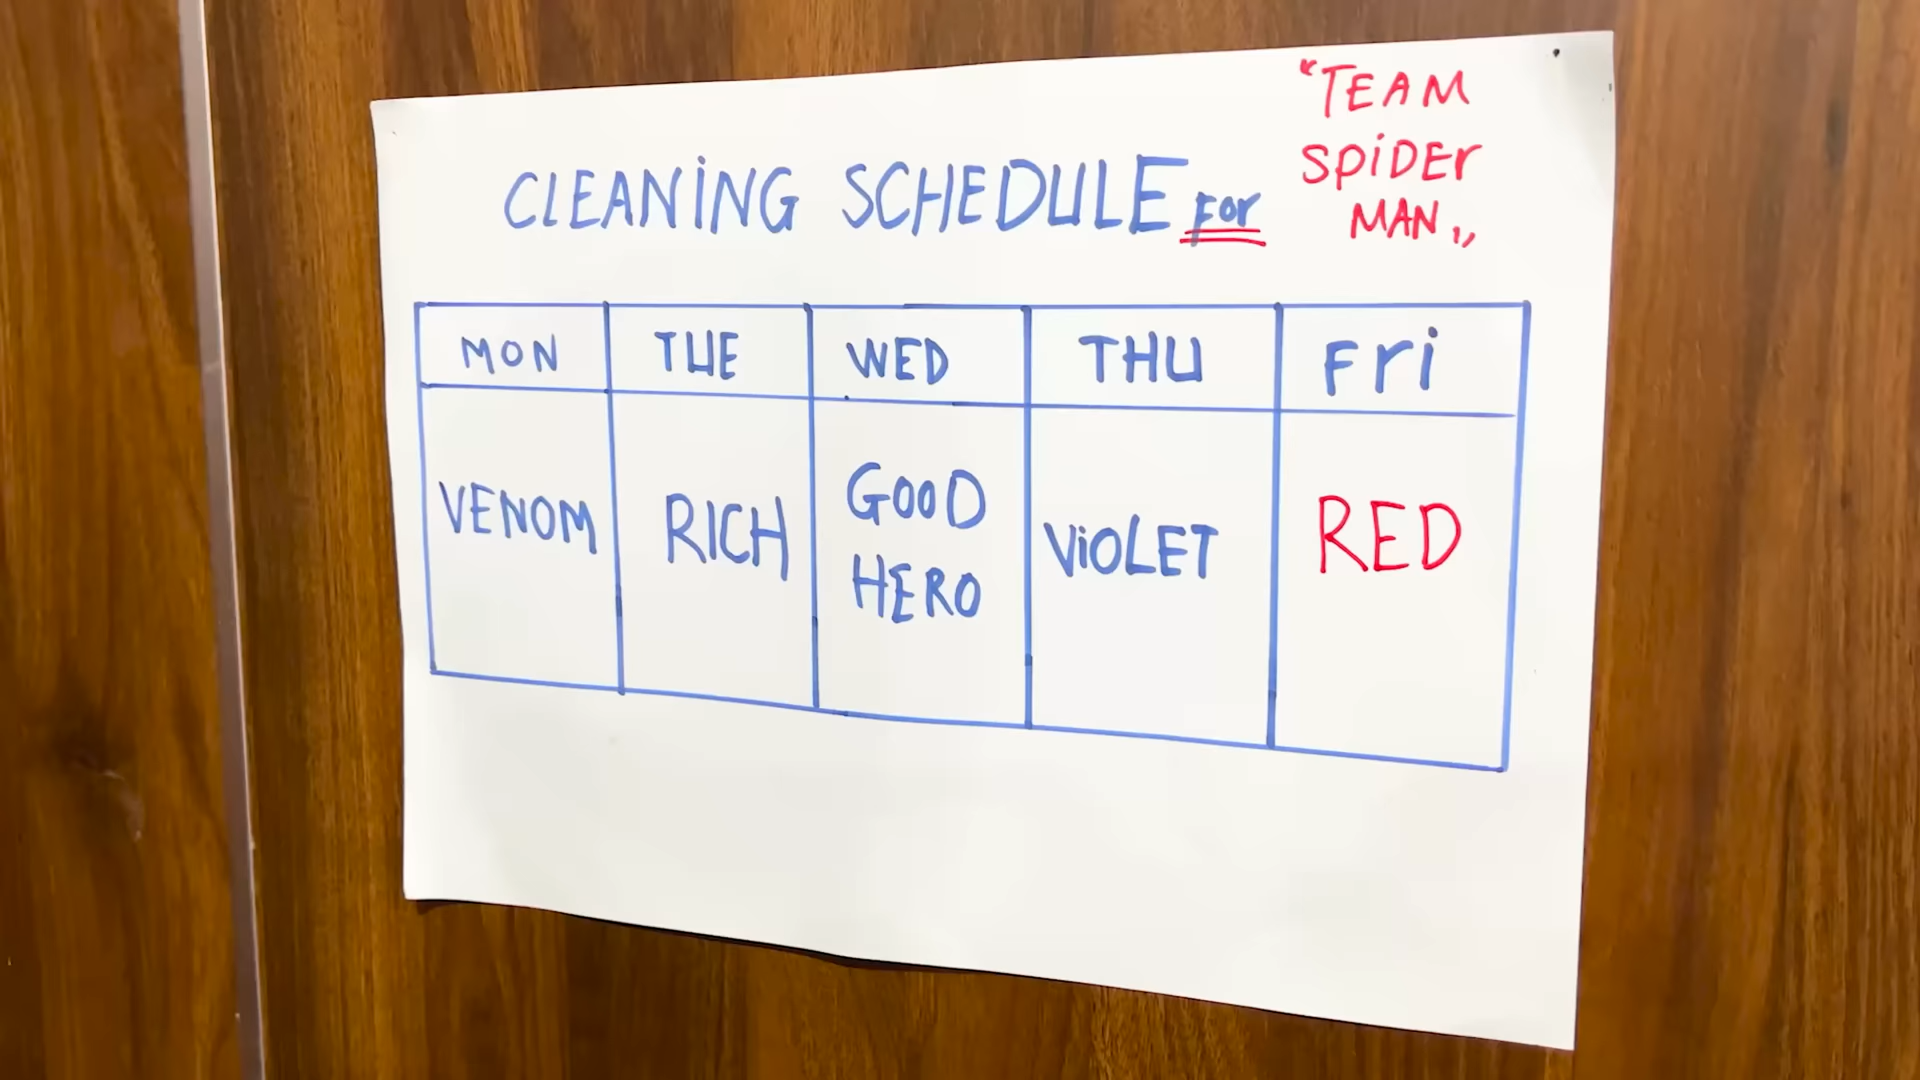 CLEANING SCHEDULE For
"TEAM
SPiDEr
MAN.,,
MON TUE WED THU Fri
VENOM RICH GOOD HERO ViOLET RED